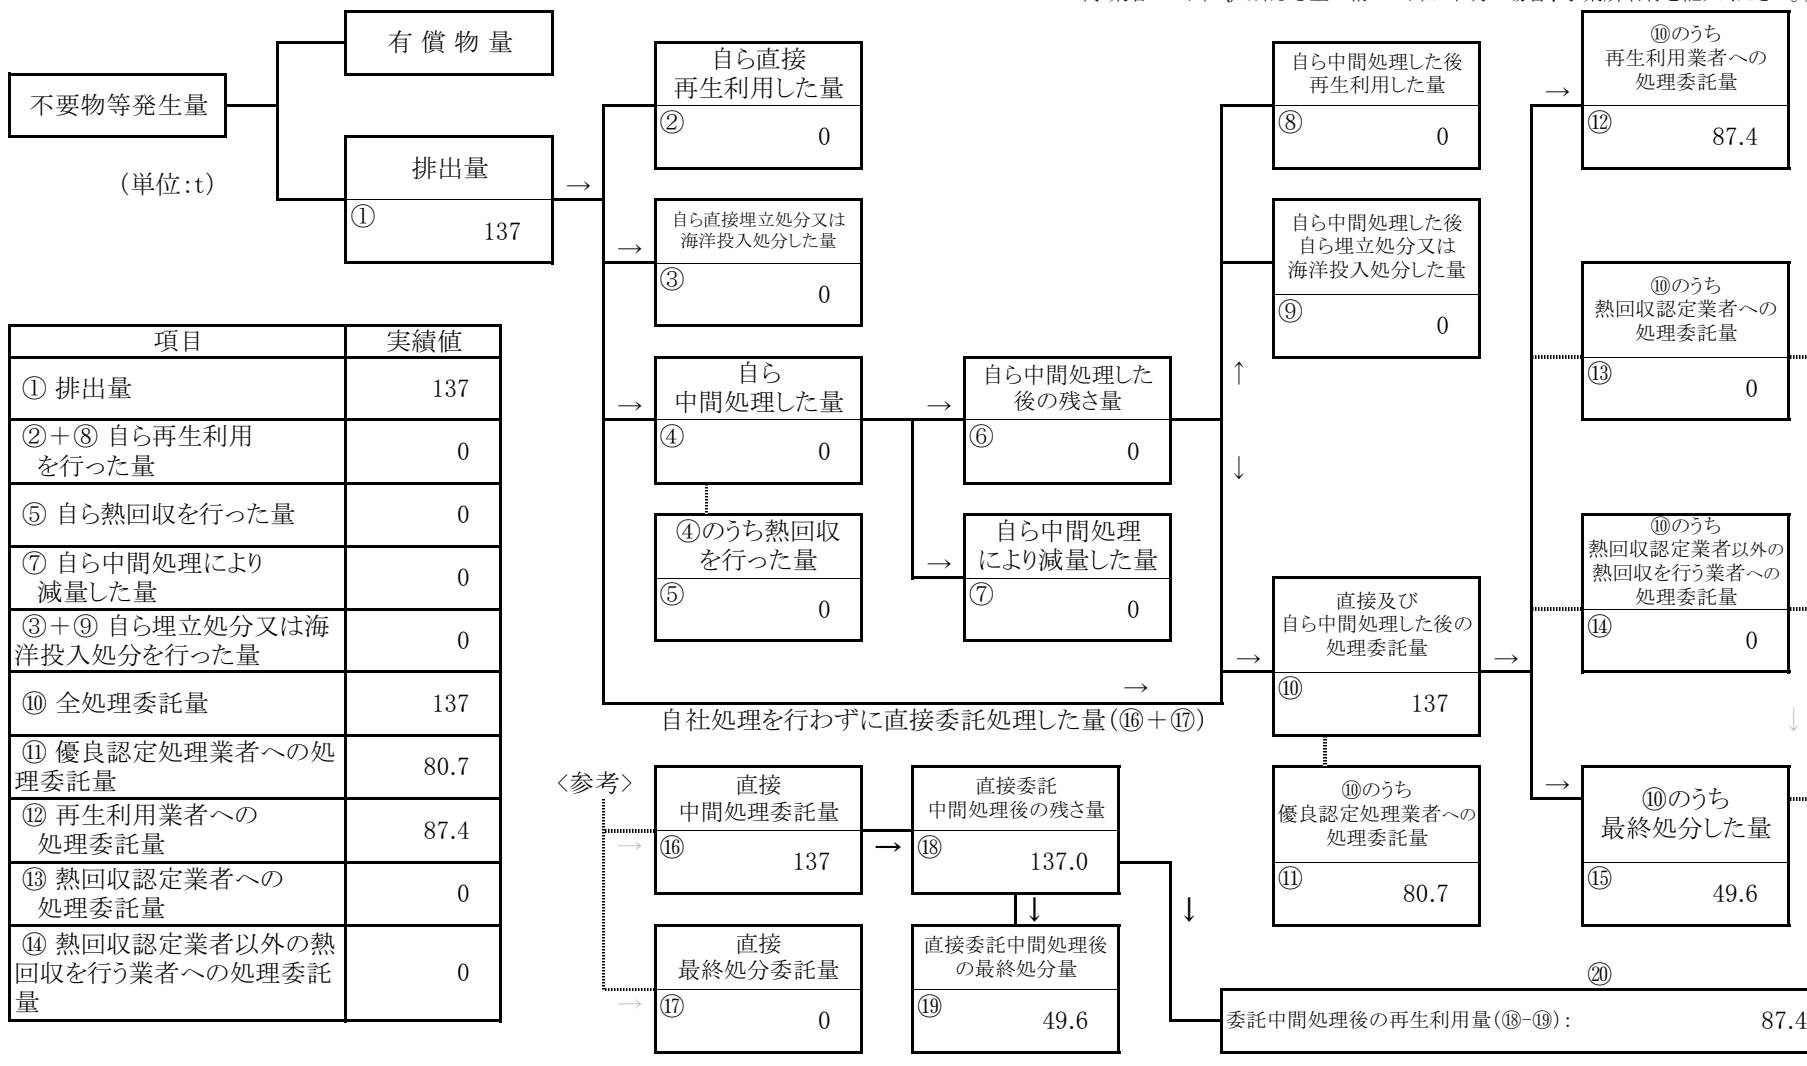 不要物等発生量
(単位:t)
有 償 物 量
排出量
① 137
→
自ら直接
再生利用した量
② 0
→
自ら直接埋立処分又は
海洋投入処分した量
③ 0
→
自ら
中間処理した量
④ 0
④のうち熱回収
を行った量
⑤ 0
→
自ら中間処理した
後の残さ量
⑥ 0
→
自ら中間処理
により減量した量
⑦ 0
自ら中間処理した後
再生利用した量
⑧ 0
自ら中間処理した後
自ら埋立処分又は
海洋投入処分した量
⑨ 0
↑
↓
→
自社処理を行わずに直接委託処理した量(⑯+⑰)
→
直接及び
自ら中間処理した後の
処理委託量
⑩ 137
→
⑩のうち
優良認定処理業者への
処理委託量
⑪ 80.7
→
⑩のうち
再生利用業者への
処理委託量
⑫ 87.4
⑩のうち
熱回収認定業者への
処理委託量
⑬ 0
⑩のうち
熱回収認定業者以外の
熱回収を行う業者への
処理委託量
⑭ 0
↓
→
⑩のうち
最終処分した量
⑮ 49.6
<参考>
→
直接
中間処理委託量
⑯ 137
→
直接
最終処分委託量
⑰ 0
→
直接委託
中間処理後の残さ量
⑱ 137.0
↓
直接委託中間処理後
の最終処分量
⑲ 49.6
↓
⑳
委託中間処理後の再生利用量(⑱-⑲): 87.4
項目 実績値
① 排出量 137
②+⑧ 自ら再生利用
を行った量 0
⑤ 自ら熱回収を行った量 0
⑦ 自ら中間処理により
減量した量 0
③+⑨ 自ら埋立処分又は海
洋投入処分を行った量 0
⑩ 全処理委託量 137
⑪ 優良認定処理業者への処
理委託量 80.7
⑫ 再生利用業者への
処理委託量 87.4
⑬ 熱回収認定業者への
処理委託量 0
⑭ 熱回収認定業者以外の熱
回収を行う業者への処理委託
量 0